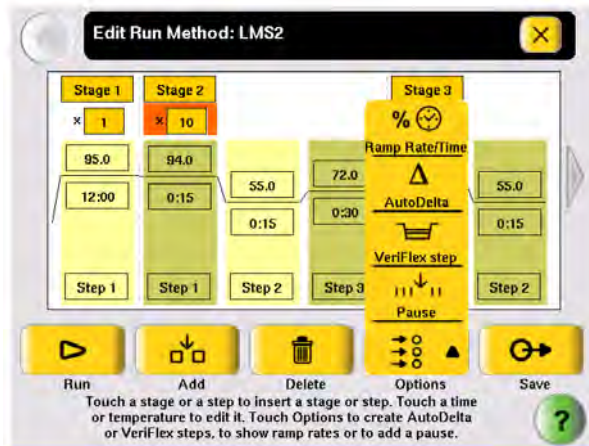 Edit Run Method: LMS2
Stage 1 Stage 2 Stage 3
× 1 × 10
%
Ramp Rate/Time
Δ
AutoDelta
VeriFlex step
Pause
95.0 94.0 55.0 72.0 55.0
12:00 0:15 0:15 0:30 0:15
Step 1 Step 1 Step 2 Step 3 Step 2
Run Add Delete Options Save
Touch a stage or a step to insert a stage or step. Touch a time
or temperature to edit it. Touch Options to create AutoDelta
or VeriFlex steps, to show ramp rates or to add a pause.
?